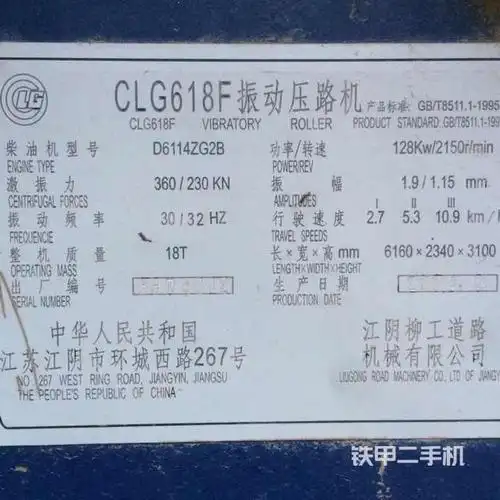 CLG
CLG618F振动压路机 产品标准: GB/T8511.1-1995
CLG618F VIBRATORY ROLLER PRODUCT STANDARD :GB/T8511.1-1995
柴油机型号 D6114ZG2B 功率/转速 128Kw/2150r/min
ENGINE TYPE POWER/REV
激振力 360/230 KN 振幅 1.9/1.15 mm
CENTRIFUGAL FORCES AMPLITUDES I II III
振动频率 30/32 HZ 行驶速度 2.7 5.3 10.9 km/
FREQUENCIE TRAVEL SPEEDS
整机质量 18T 长×宽×高mm 6160×2340×3100
OPERATING MASS LENGTH×WIDTH×HEIGHT
出厂编号 生产日期
SERIAL NUMBER PRODUCTION DATE
中华人民共和国 江阴柳工道路
江苏江阴市环城西路267号 机械有限公司
NO 267 WEST RING ROAD, JIANGYIN, JIANGSU LIUGONG ROAD MACHINERY CO., LTD OF JIANG
THE PEOPLE'S REPUBLIC OF CHINA
铁甲二手机